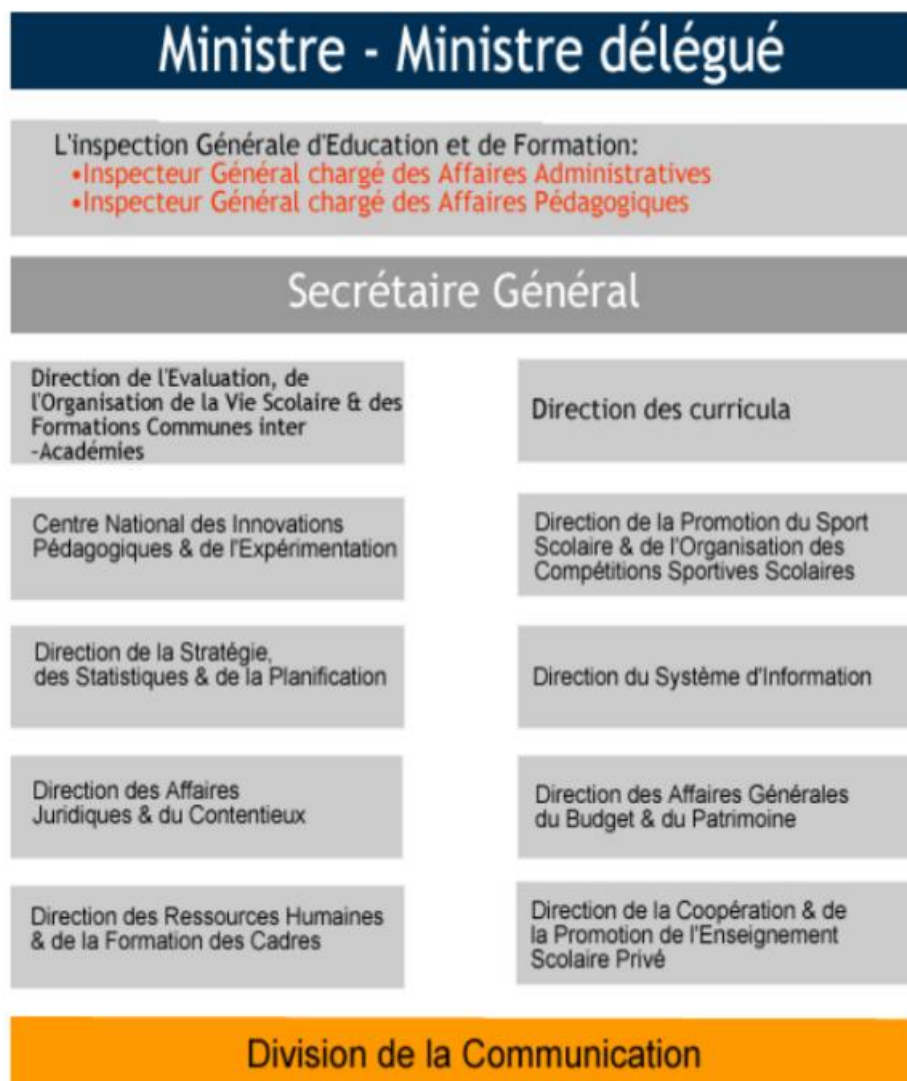 Ministre - Ministre délégué
L'inspection Générale d'Education et de Formation:
•Inspecteur Général chargé des Affaires Administratives
•Inspecteur Général chargé des Affaires Pédagogiques
Secrétaire Général
Direction de l'Evaluation, de
l'Organisation de la Vie Scolaire & des
Formations Communes inter
-Académies
Direction des curricula
Centre National des Innovations
Pédagogiques & de l'Expérimentation
Direction de la Promotion du Sport
Scolaire & de l'Organisation des
Compétitions Sportives Scolaires
Direction de la Stratégie,
des Statistiques & de la Planification
Direction du Système d'Information
Direction des Affaires
Juridiques & du Contentieux
Direction des Affaires Générales
du Budget & du Patrimoine
Direction des Ressources Humaines
& de la Formation des Cadres
Direction de la Coopération & de
la Promotion de l'Enseignement
Scolaire Privé
Division de la Communication